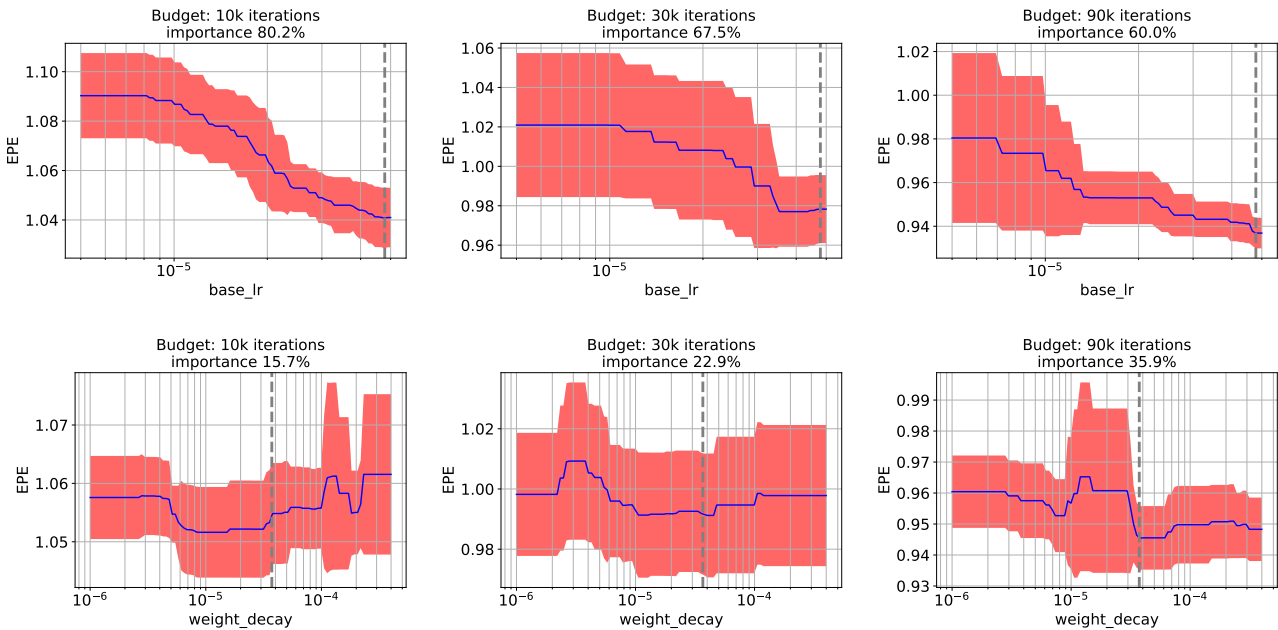 Budget: 10k iterations
importance 80.2%
1.10
1.08
1.06
1.04
EPE
10⁻⁵
base_lr
Budget: 30k iterations
importance 67.5%
1.06
1.04
1.02
1.00
0.98
0.96
EPE
10⁻⁵
base_lr
Budget: 90k iterations
importance 60.0%
1.02
1.00
0.98
0.96
0.94
EPE
10⁻⁵
base_lr
Budget: 10k iterations
importance 15.7%
1.07
1.06
1.05
EPE
10⁻⁶ 10⁻⁵ 10⁻⁴
weight_decay
Budget: 30k iterations
importance 22.9%
1.02
1.00
0.98
EPE
10⁻⁶ 10⁻⁵ 10⁻⁴
weight_decay
Budget: 90k iterations
importance 35.9%
0.99
0.98
0.97
0.96
0.95
0.94
0.93
EPE
10⁻⁶ 10⁻⁵ 10⁻⁴
weight_decay